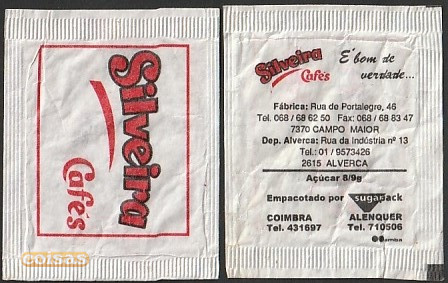 Silveira
Cafés
coisas
Silveira
Cafés
É bom de
verdade...
Fábrica: Rua de Portalegre, 46
Tel. 068 / 68 62 50 Fax: 068 / 68 83 47
7370 CAMPO MAIOR
Dep. Alverca: Rua da Indústria nº 13
Tel.: 01 / 9573426
2615 ALVERCA
Açúcar 8/9g
Empacotado por sugarpack
COIMBRA ALENQUER
Tel. 431697 Tel. 710506